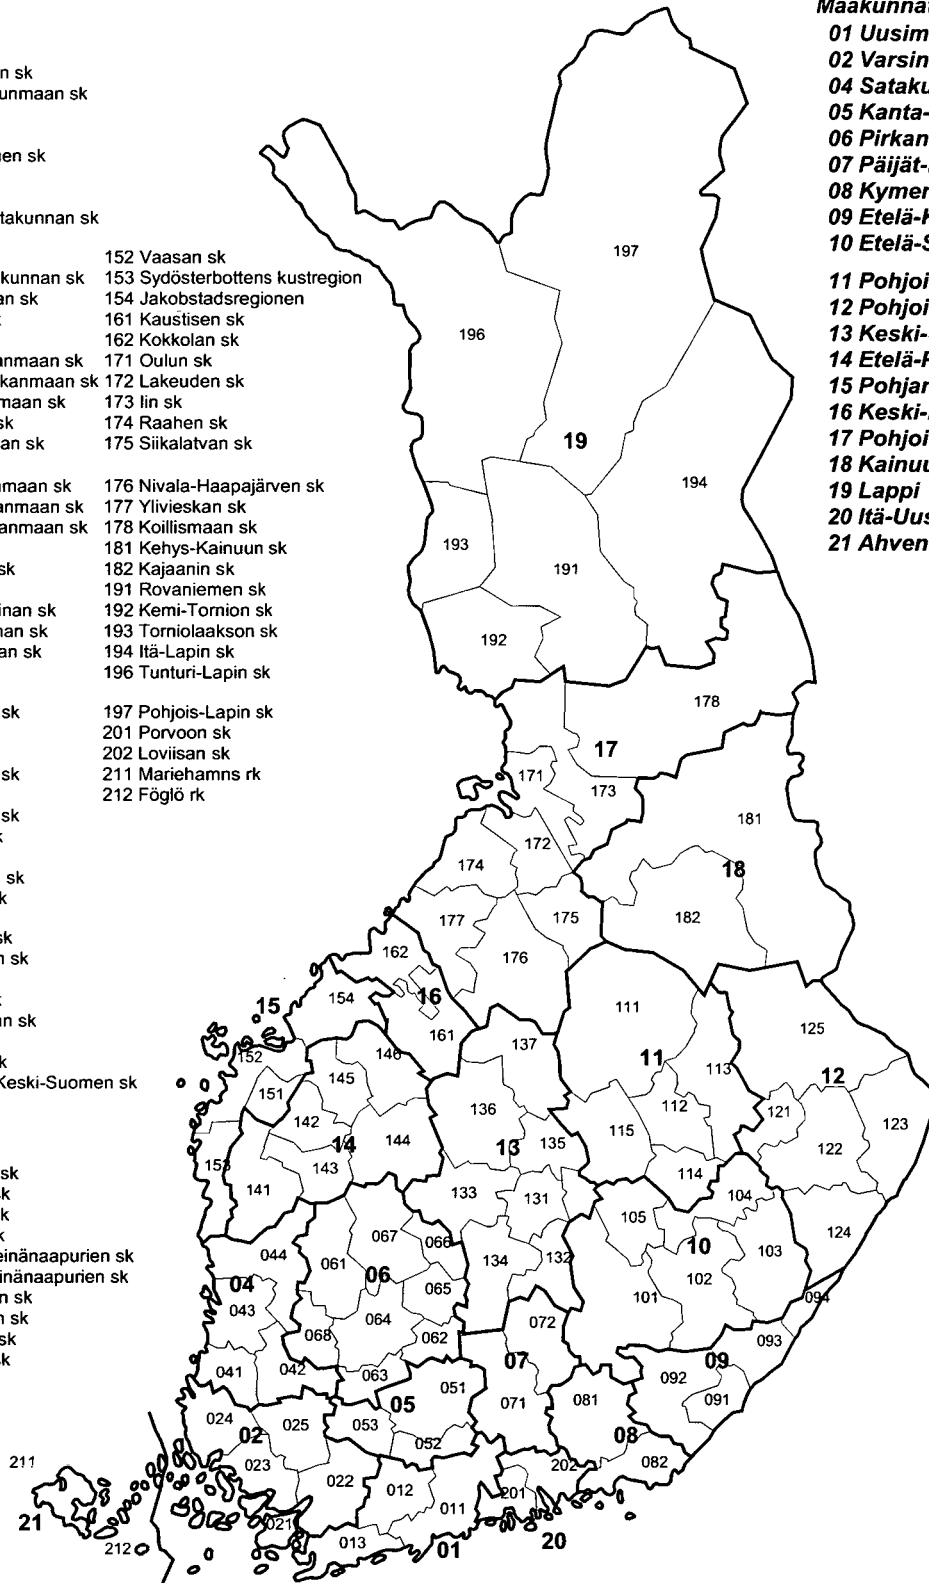 Maakunnat
01 Uusim
02 Varsin
04 Sataku
05 Kanta-
06 Pirkan
07 Päijät-
08 Kymen
09 Etelä-K
10 Etelä-S
11 Pohjoi
12 Pohjoi
13 Keski-
14 Etelä-P
15 Pohjan
16 Keski-
17 Pohjoi
18 Kainuu
19 Lappi
20 Itä-Uus
21 Ahven
n sk
unmaan sk
en sk
takunnan sk
akunnan sk
an sk
anmaan sk
kanmaan sk
maan sk
sk
an sk
maan sk
anmaan sk
anmaan sk
sk
inan sk
nan sk
an sk
sk
sk
sk
sk
sk
n sk
un sk
k
Keski-Suomen sk
sk
sk
k
k
einänaapurien sk
inänaapurien sk
n sk
n sk
sk
sk
152 Vaasan sk
153 Sydösterbottens kustregion
154 Jakobstadsregionen
161 Kaustisen sk
162 Kokkolan sk
171 Oulun sk
172 Lakeuden sk
173 Iin sk
174 Raahen sk
175 Siikalatvan sk
176 Nivala-Haapajärven sk
177 Ylivieskan sk
178 Koillismaan sk
181 Kehys-Kainuun sk
182 Kajaanin sk
191 Rovaniemen sk
192 Kemi-Tornion sk
193 Torniolaakson sk
194 Itä-Lapin sk
196 Tunturi-Lapin sk
197 Pohjois-Lapin sk
201 Porvoon sk
202 Loviisan sk
211 Mariehamns rk
212 Föglö rk
197
196
19
194
193
191
192
178
17
171
173
172
181
174
18
175
182
177
176
162
154
16
15
111
125
161
137
152
146
11
113
12
145
151
136
112
121
123
142
115
135
122
14
144
13
153
143
114
141
133
131
104
105
067
124
066
10
103
044
061
134
132
06
102
04
065
101
094
043
064
072
068
062
093
07
09
041
042
063
092
051
05
071
081
091
024
025
053
02
08
052
211
023
202
082
022
012
201
011
21
021
212
013
01
20